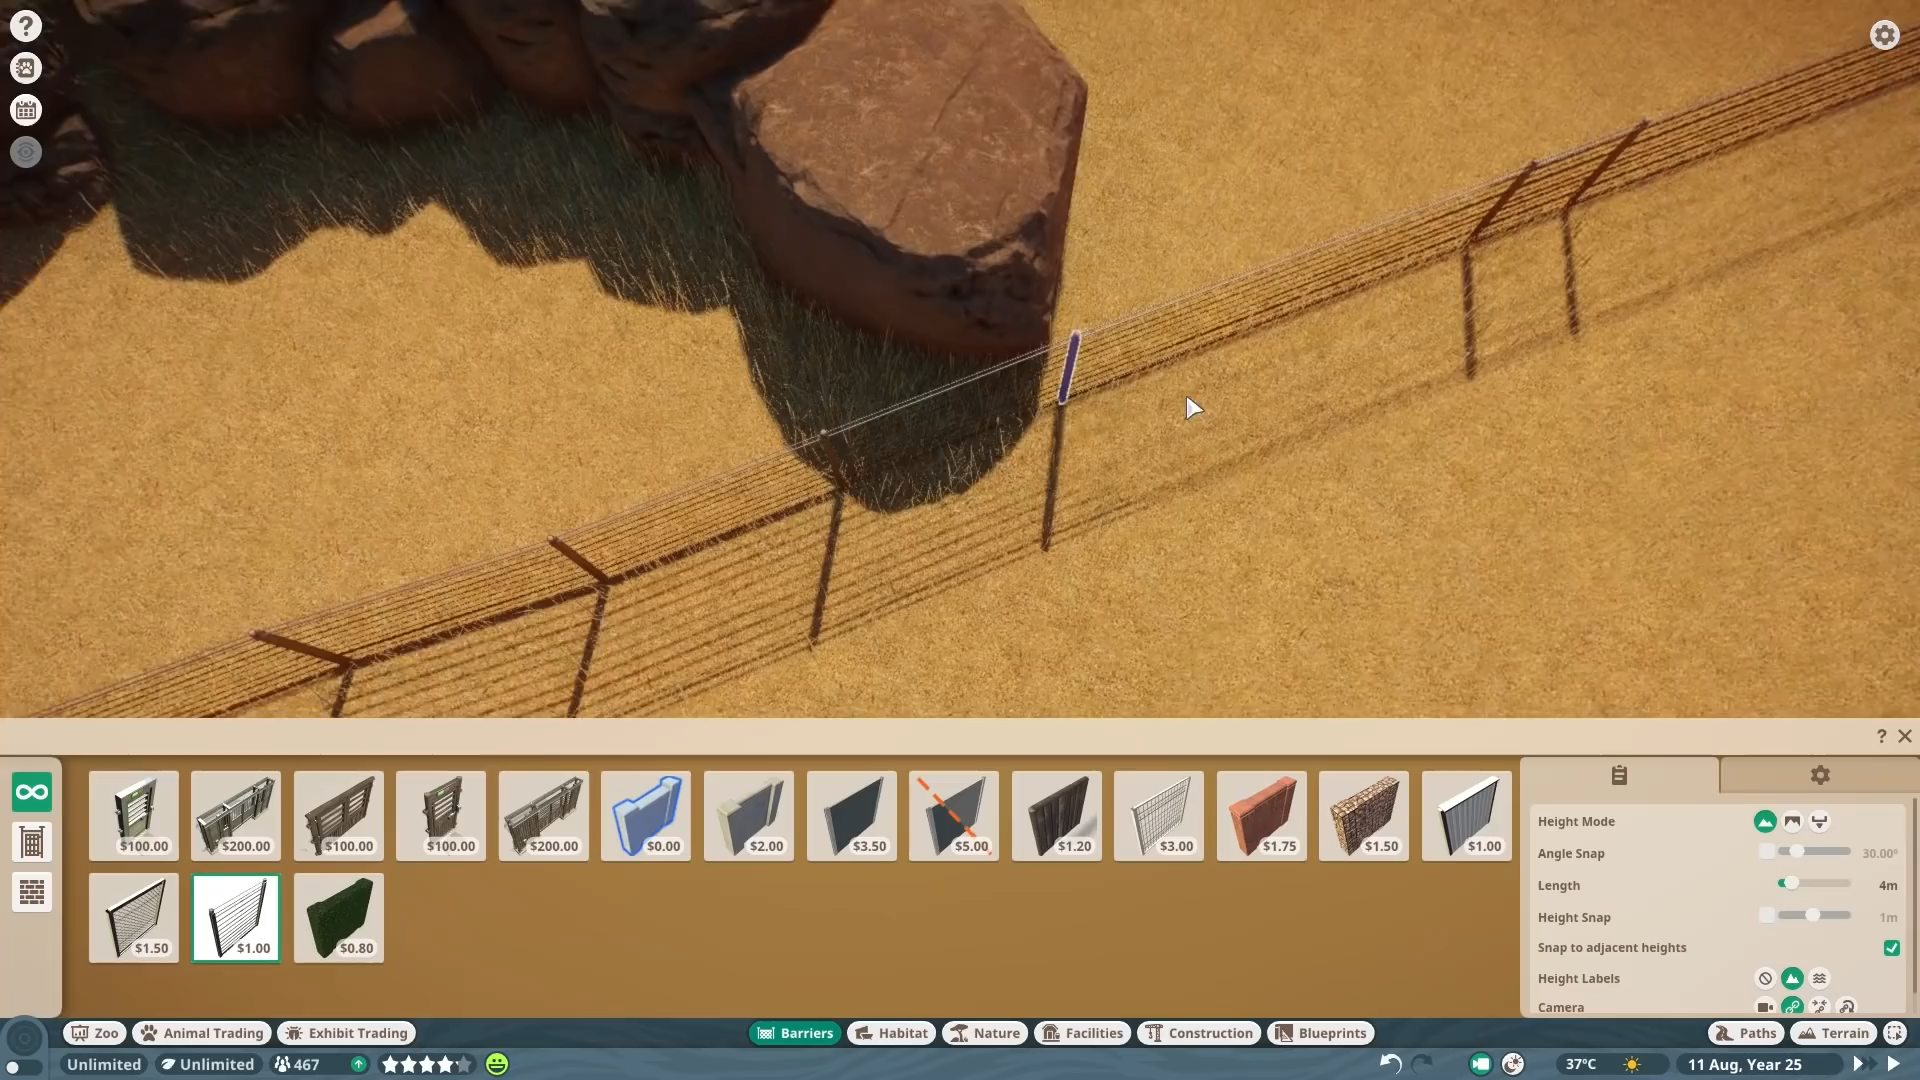 ?
? ✕
$100.00 $200.00 $100.00 $100.00 $200.00 $0.00 $2.00 $3.50 $5.00 $1.20 $3.00 $1.75 $1.50 $1.00
$1.50 $1.00 $0.80
Height Mode
Angle Snap 30.00°
Length 4m
Height Snap 1m
Snap to adjacent heights
Height Labels
Camera
Zoo Animal Trading Exhibit Trading Barriers Habitat Nature Facilities Construction Blueprints Paths Terrain
Unlimited Unlimited 467 37°C 11 Aug, Year 25